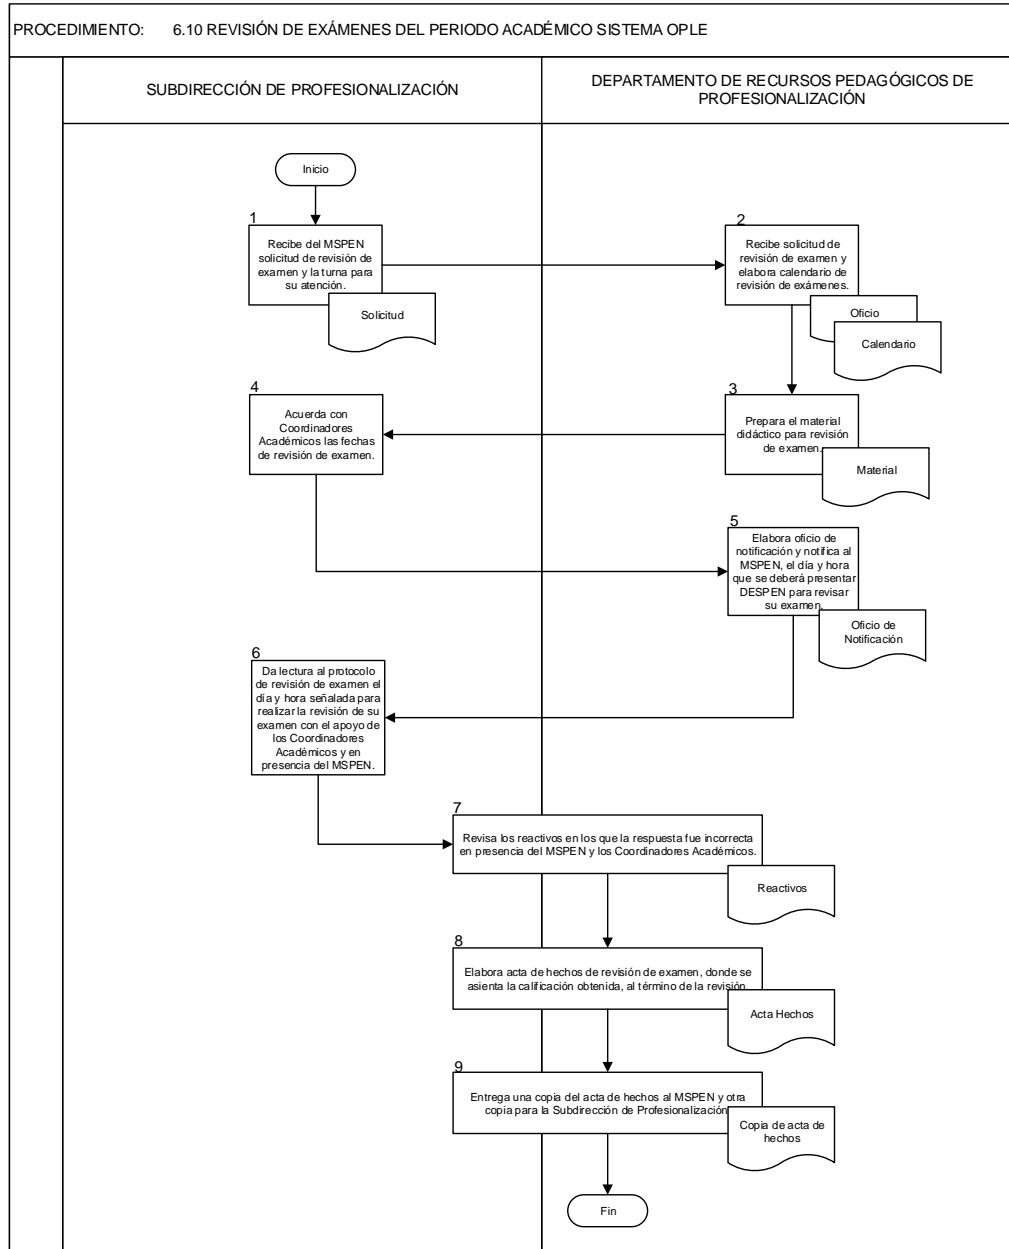 PROCEDIMIENTO: 6.10 REVISIÓN DE EXÁMENES DEL PERIODO ACADÉMICO SISTEMA OPLE
SUBDIRECCIÓN DE PROFESIONALIZACIÓN
DEPARTAMENTO DE RECURSOS PEDAGÓGICOS DE
PROFESIONALIZACIÓN
Inicio
1
Recibe del MSPEN
solicitud de revisión de
examen y la turna para
su atención.
Solicitud
2
Recibe solicitud de
revisión de examen y
elabora calendario de
revisión de exámenes.
Oficio
Calendario
3
Prepara el material
didáctico para revisión
de examen.
Material
4
Acuerda con
Coordinadores
Académicos las fechas
de revisión de examen.
5
Elabora oficio de
notificación y notifica al
MSPEN, el día y hora
que se deberá presentar
DESPEN para revisar
su examen.
Oficio de
Notificación
6
Da lectura al protocolo
de revisión de examen el
día y hora señalada para
realizar la revisión de su
examen con el apoyo de
los Coordinadores
Académicos y en
presencia del MSPEN.
7
Revisa los reactivos en los que la respuesta fue incorrecta
en presencia del MSPEN y los Coordinadores Académicos.
Reactivos
8
Elabora acta de hechos de revisión de examen, donde se
asienta la calificación obtenida, al término de la revisión.
Acta Hechos
9
Entrega una copia del acta de hechos al MSPEN y otra
copia para la Subdirección de Profesionalización
Copia de acta de
hechos
Fin